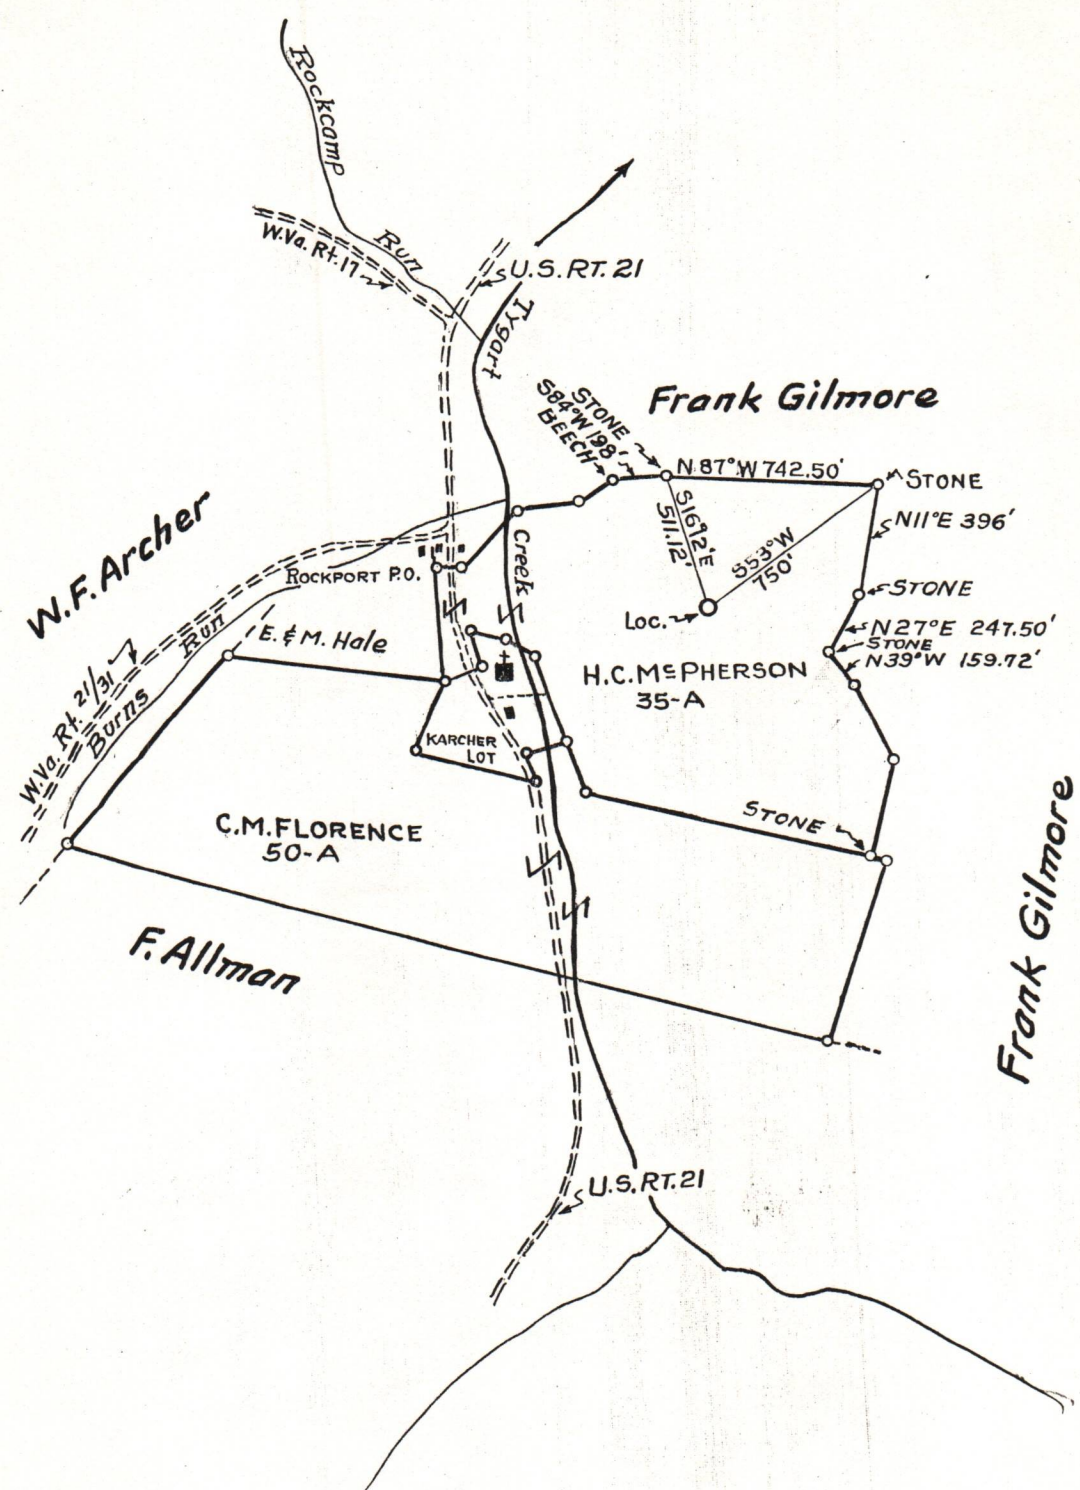 Rockcamp
Run
W.Va. Rt. 17
U.S. RT. 21
Tygart
Creek
Frank Gilmore
STONE
S84°W 198'
BEECH
N 87° W 742.50'
STONE
N11°E 396'
S16°12'E
511.12'
S53°W
750'
STONE
Loc.
N27°E 247.50'
STONE
N39°W 159.72'
W.F. Archer
ROCKPORT P.O.
Run
E. & M. Hale
H.C. McPHERSON
35-A
W.Va. Rt. 21/31
Burns
KARCHER
LOT
STONE
C.M. FLORENCE
50-A
F. Allman
Frank Gilmore
U.S. RT. 21